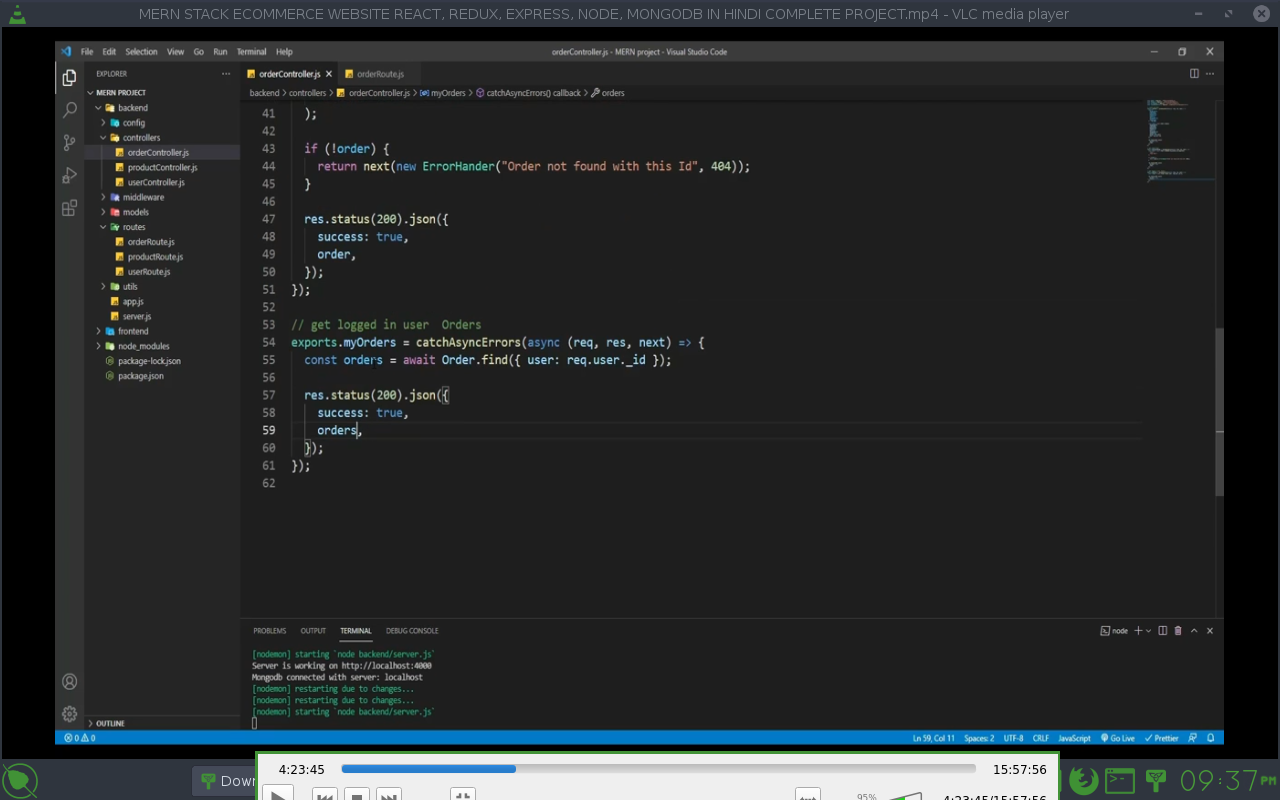 MERN STACK ECOMMERCE WEBSITE REACT, REDUX, EXPRESS, NODE, MONGODB IN HINDI COMPLETE PROJECT.mp4 - VLC media player
File Edit Selection View Go Run Terminal Help
orderController.js - MERN project - Visual Studio Code
EXPLORER
MERN PROJECT
backend
config
controllers
orderController.js
productController.js
userController.js
middleware
models
routes
orderRoute.js
productRoute.js
userRoute.js
utils
app.js
server.js
frontend
node_modules
package-lock.json
package.json
OUTLINE
orderController.js orderRoute.js
backend > controllers > orderController.js > myOrders > catchAsyncErrors() callback > orders
41 );
42
43 if (!order) {
44 return next(new ErrorHander("Order not found with this Id", 404));
45 }
46
47 res.status(200).json({
48 success: true,
49 order,
50 });
51 });
52
53 // get logged in user  Orders
54 exports.myOrders = catchAsyncErrors(async (req, res, next) => {
55 const orders = await Order.find({ user: req.user._id });
56
57 res.status(200).json({
58 success: true,
59 orders,
60 });
61 });
62
PROBLEMS OUTPUT TERMINAL DEBUG CONSOLE
node
[nodemon] starting `node backend/server.js`
Server is working on http://localhost:4000
Mongodb connected with server: localhost
[nodemon] restarting due to changes...
[nodemon] restarting due to changes...
[nodemon] starting `node backend/server.js`
0 0
Ln 59, Col 11 Spaces: 2 UTF-8 CRLF JavaScript Go Live Prettier
4:23:45 15:57:56
95%
4:23:45/15:57:56
Down
09:37 PM